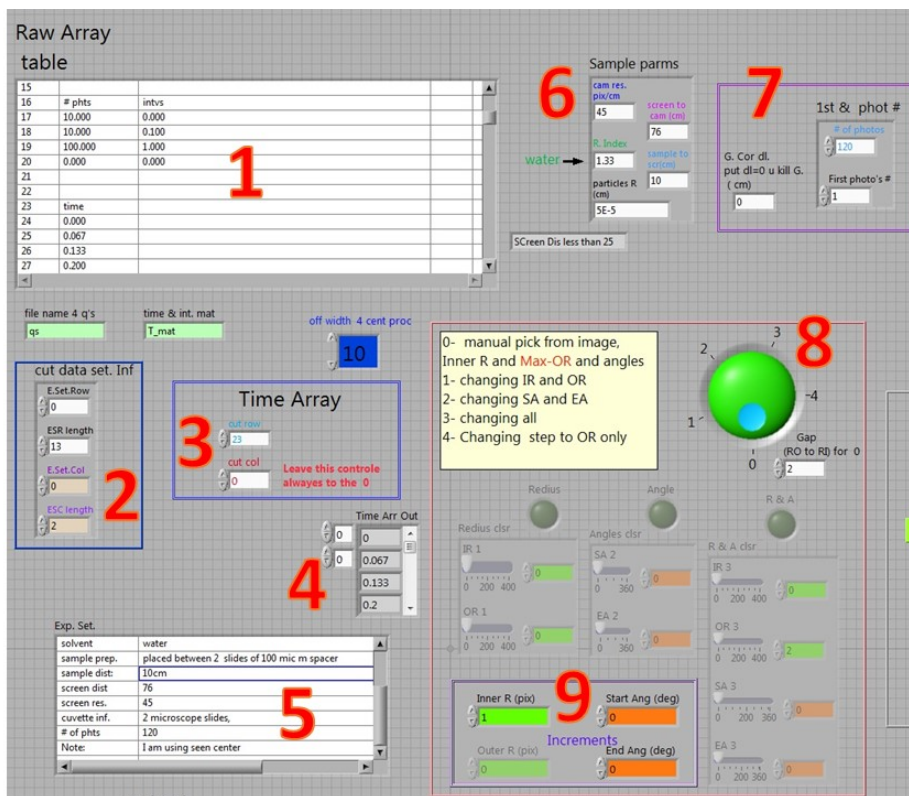 Raw Array
table
15
16 # phts intvs
17 10.000 0.000
18 10.000 0.100
19 100.000 1.000
20 0.000 0.000
21
22
23 time
24 0.000
25 0.067
26 0.133
27 0.200
1
6
Sample parms
cam res.
pix/cm
45
screen to
cam (cm)
76
water
R. Index
1.33
sample to
scr(cm)
10
particles R
(cm)
5E-5
SCreen Dis less than 25
7
1st & phot #
# of photos
120
First photo's #
1
G. Cor dl.
put dl=0 u kill G.
( cm)
0
file name 4 q's
qs
time & int. mat
T_mat
off width 4 cent proc
10
cut data set. Inf
E.Set.Row
0
ESR length
13
E.Set.Col
0
ESC length
2
2
Time Array
3
cut row
23
cut col
0
Leave this controle
alwayes to the 0
4
Time Arr Out
0 0
0 0.067
0.133
0.2
Exp. Set.
solvent water
sample prep. placed between 2 slides of 100 mic m spacer
sample dist: 10cm
screen dist 76
screen res. 45
cuvette inf. 2 microscope slides,
# of phts 120
Note: I am using seen center
5
0- manual pick from image,
Inner R and Max-OR and angles
1- changing IR and OR
2- changing SA and EA
3- changing all
4- Changing step to OR only
8
0
1
2
3
-4
Gap
(RO to RI) for 0
2
Redius
Angle
R & A
Redius clsr
IR 1
0 200 400
0
OR 1
0 200 400
0
Angles clsr
SA 2
0 360
0
EA 2
0 360
0
R & A clsr
IR 3
0 200 400
0
OR 3
0 200 400
2
SA 3
0 200 360
0
EA 3
0 200 360
0
9
Inner R (pix)
1
Start Ang (deg)
0
Increments
Outer R (pix)
0
End Ang (deg)
0